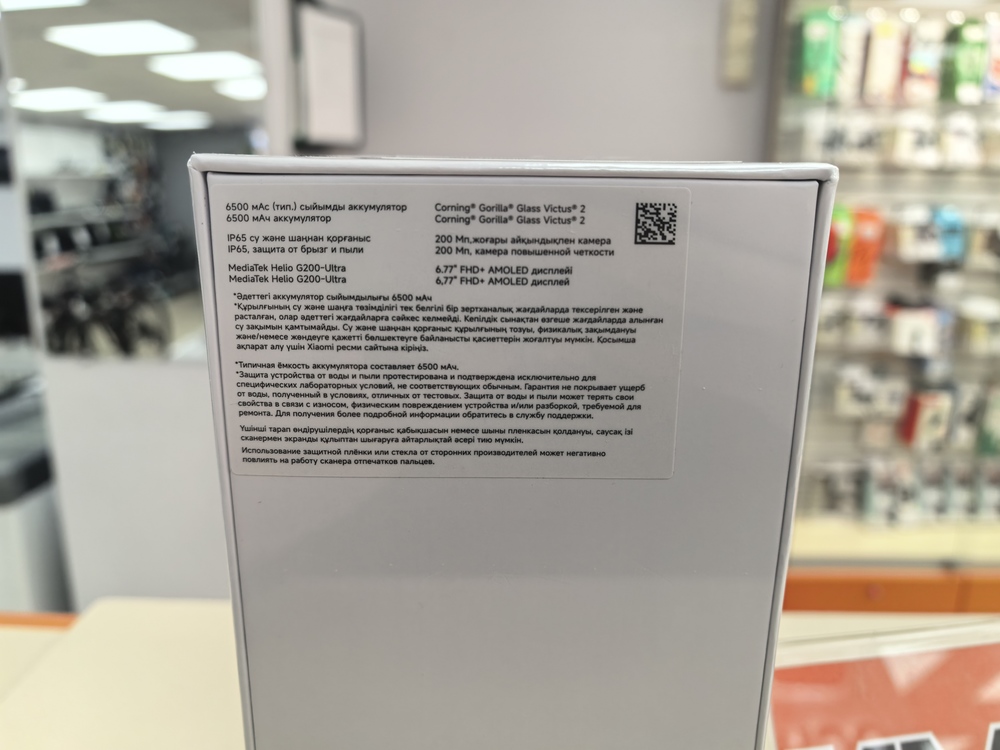 6500 мАс (тип.) сыйымды аккумулятор
6500 мАч аккумулятор
IP65 су және шаңнан қорғаныс
IP65, защита от брызг и пыли
MediaTek Helio G200-Ultra
MediaTek Helio G200-Ultra
Corning® Gorilla® Glass Victus® 2
Corning® Gorilla® Glass Victus® 2
200 Мп,жоғары айқындықпен камера
200 Мп, камера повышенной четкости
6.77" FHD+ AMOLED дисплейі
6,77" FHD+ AMOLED дисплей
*Әдеттегі аккумулятор сыйымдылығы 6500 мАч
*Құрылғының су және шаңға төзімділігі тек белгілі бір зертханалық жағдайларда тексерілген және
расталған, олар әдеттегі жағдайларға сәйкес келмейді. Кепілдік сынақтан өзгеше жағдайларда алынған
су зақымын қамтымайды. Су және шаңнан қорғаныс құрылғының тозуы, физикалық зақымдануы
және/немесе жөндеуге қажетті бөлшектеуге байланысты қасиеттерін жоғалтуы мүмкін. Қосымша
ақпарат алу үшін Xiaomi ресми сайтына кіріңіз.
*Типичная ёмкость аккумулятора составляет 6500 мАч.
*Защита устройства от воды и пыли протестирована и подтверждена исключительно для
специфических лабораторных условий, не соответствующих обычным. Гарантия не покрывает ущерб
от воды, полученный в условиях, отличных от тестовых. Защита от воды и пыли может терять свои
свойства в связи с износом, физическим повреждением устройства и/или разборкой, требуемой для
ремонта. Для получения более подробной информации обратитесь в службу поддержки.
Үшінші тарап өндірушілердің қорғаныс қабықшасын немесе шыны пленкасын қолдануы, саусақ ізі
сканермен экранды құлыптан шығаруға айтарлықтай әсері тию мүмкін.
Использование защитной плёнки или стекла от сторонних производителей может негативно
повлиять на работу сканера отпечатков пальцев.